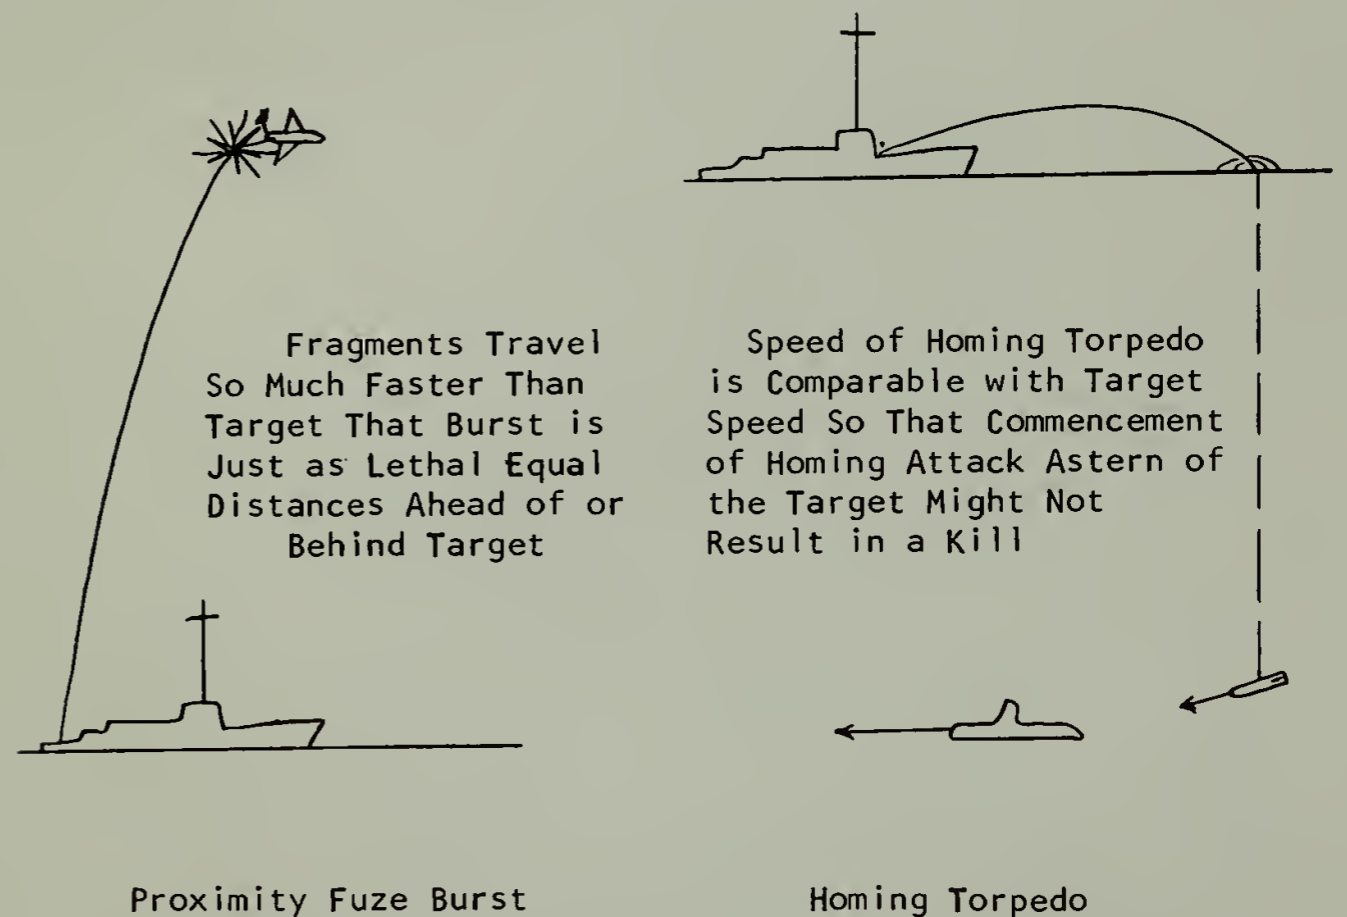 Fragments Travel
So Much Faster Than
Target That Burst is
Just as Lethal Equal
Distances Ahead of or
Behind Target
Speed of Homing Torpedo
is Comparable with Target
Speed So That Commencement
of Homing Attack Astern of
the Target Might Not
Result in a Kill
Proximity Fuze Burst
Homing Torpedo